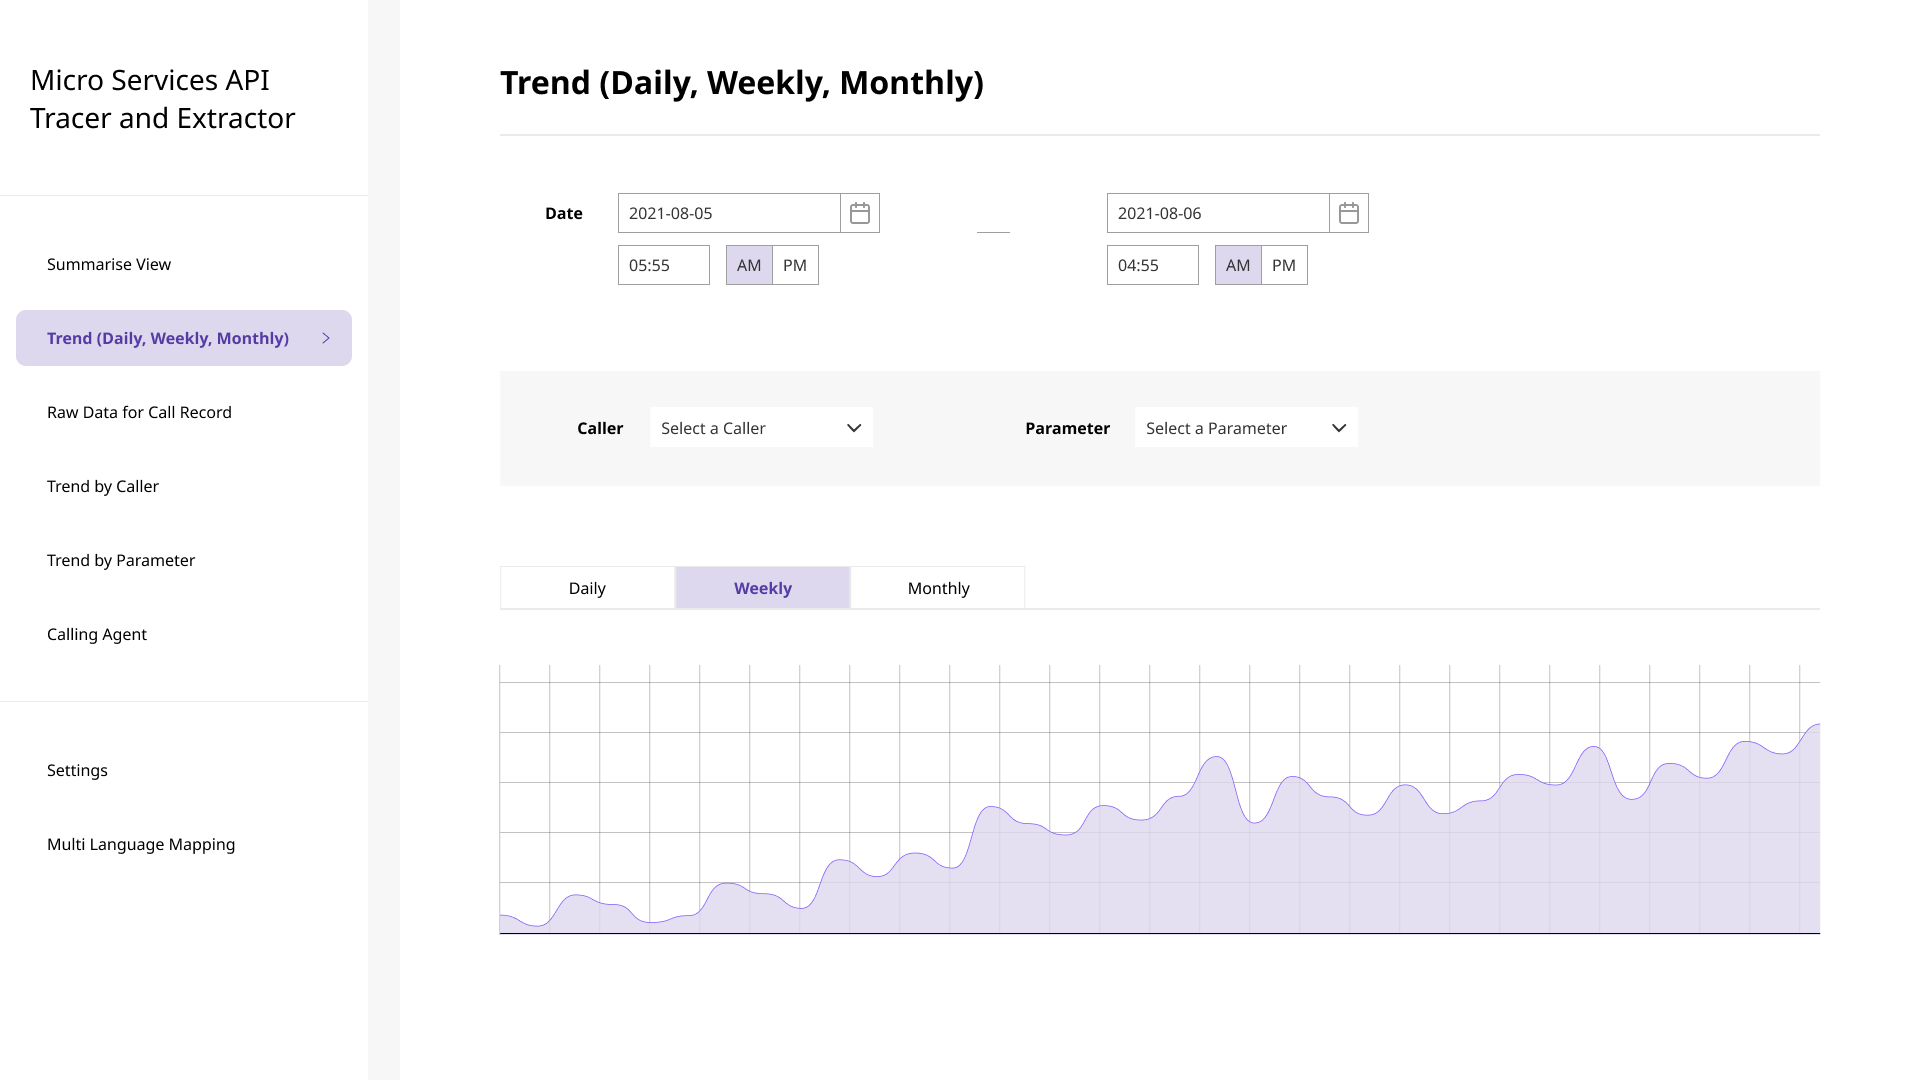 Micro Services API
Tracer and Extractor
Summarise View
Trend (Daily, Weekly, Monthly)
Raw Data for Call Record
Trend by Caller
Trend by Parameter
Calling Agent
Settings
Multi Language Mapping
Trend (Daily, Weekly, Monthly)
Date 2021-08-05 2021-08-06
05:55 AM PM 04:55 AM PM
Caller Select a Caller Parameter Select a Parameter
Daily Weekly Monthly